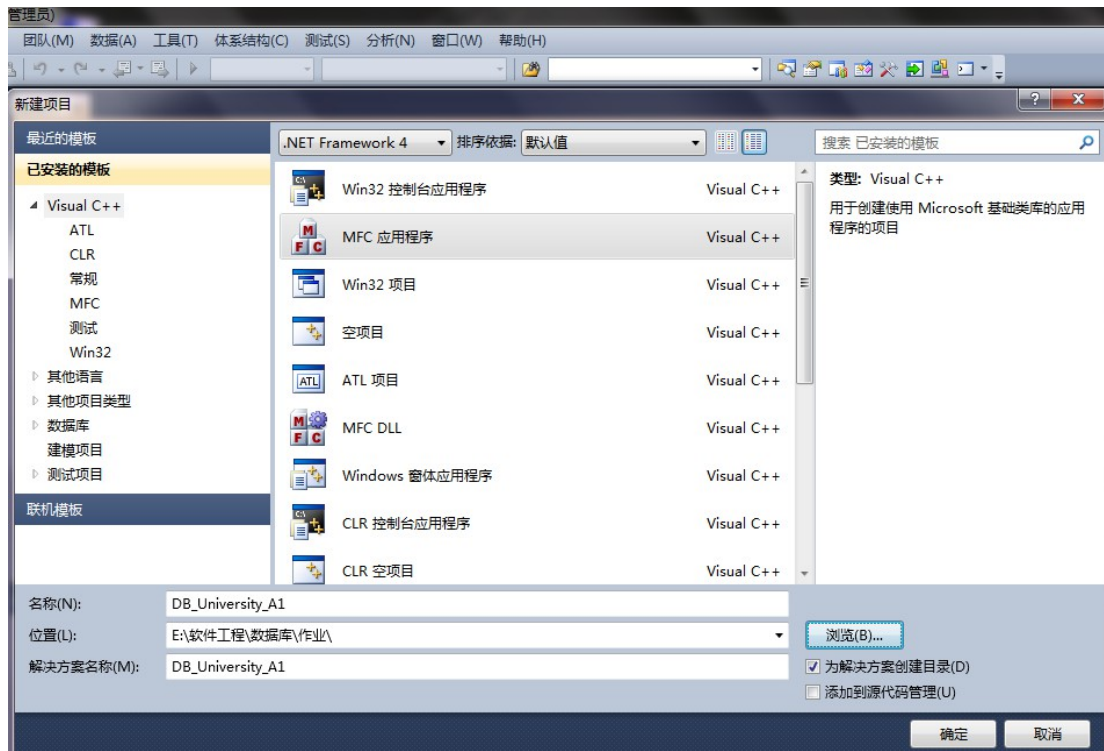 管理员)
团队(M) 数据(A) 工具(T) 体系结构(C) 测试(S) 分析(N) 窗口(W) 帮助(H)
新建项目
最近的模板
已安装的模板
Visual C++
ATL
CLR
常规
MFC
测试
Win32
其他语言
其他项目类型
数据库
建模项目
测试项目
联机模板
.NET Framework 4 排序依据: 默认值
Win32 控制台应用程序 Visual C++
MFC 应用程序 Visual C++
Win32 项目 Visual C++
空项目 Visual C++
ATL 项目 Visual C++
MFC DLL Visual C++
Windows 窗体应用程序 Visual C++
CLR 控制台应用程序 Visual C++
CLR 空项目 Visual C++
搜索 已安装的模板
类型: Visual C++
用于创建使用 Microsoft 基础类库的应用
程序的项目
名称(N): DB_University_A1
位置(L): E:\软件工程\数据库\作业\ 浏览(B)...
解决方案名称(M): DB_University_A1 为解决方案创建目录(D)
添加到源代码管理(U)
确定 取消